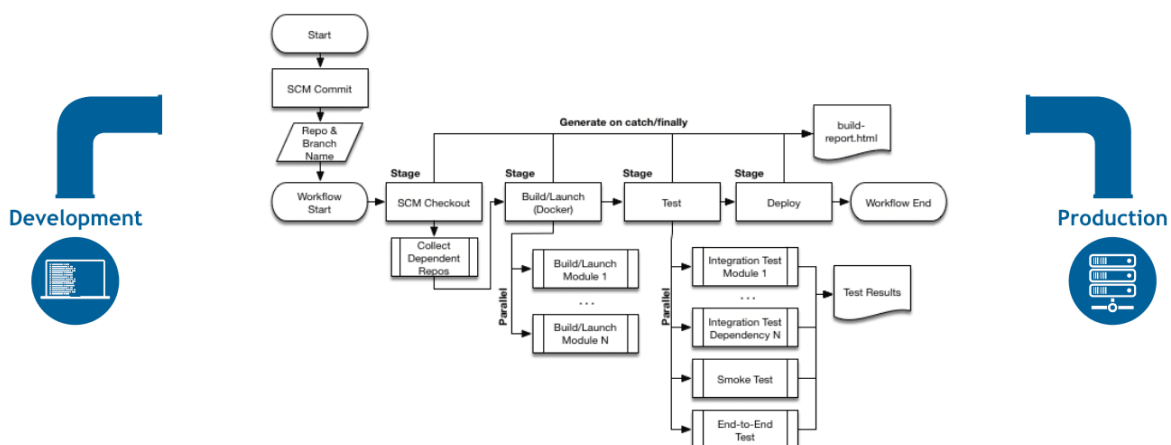 Start
SCM Commit
Repo &
Branch
Name
Generate on catch/finally
build-
report.html
Stage
Stage
Stage
Stage
Workflow
Start
SCM Checkout
Build/Launch
(Docker)
Test
Deploy
Workflow End
Development
Production
Collect
Dependent
Repos
Parallel
Build/Launch
Module 1
...
Build/Launch
Module N
Parallel
Integration Test
Module 1
...
Integration Test
Dependency N
Smoke Test
End-to-End
Test
Test Results